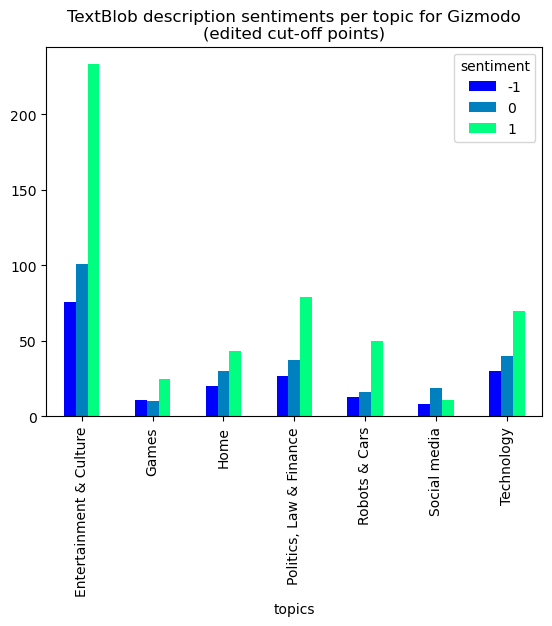 TextBlob description sentiments per topic for Gizmodo
(edited cut-off points)
sentiment
-1
0
1
200
150
100
50
0
Entertainment & Culture
Games
Home
Politics, Law & Finance
Robots & Cars
Social media
Technology
topics